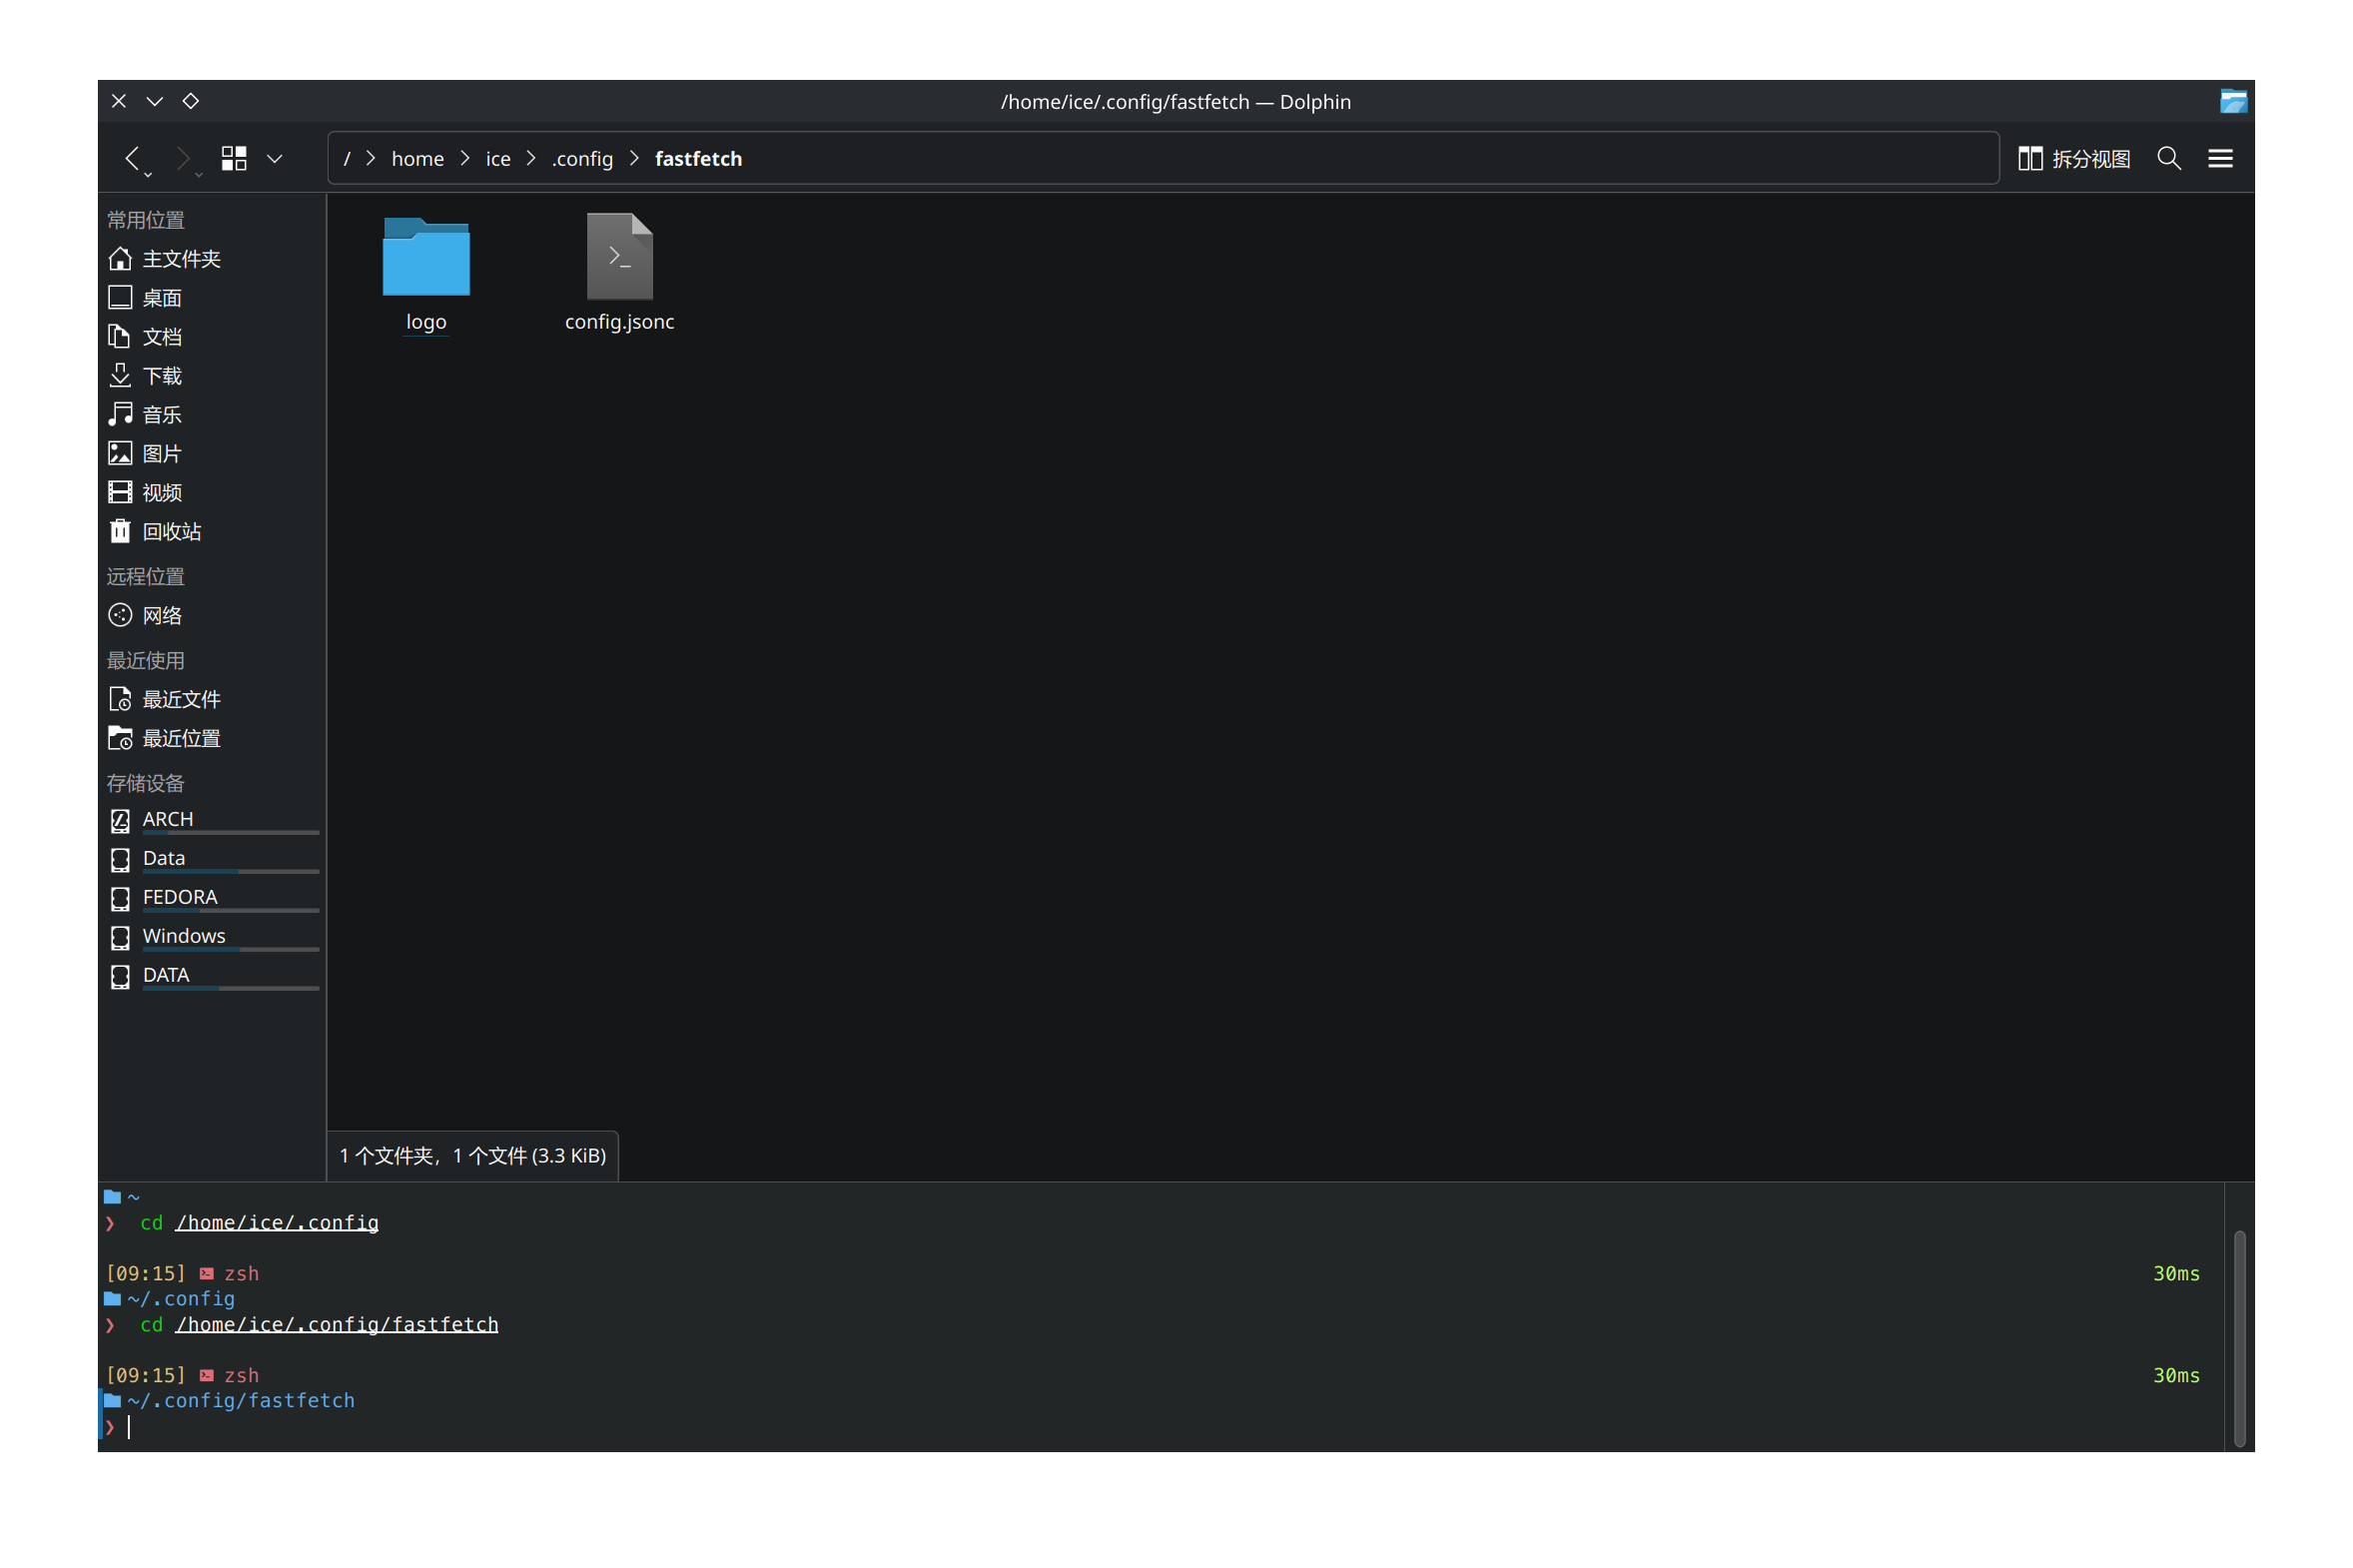 /home/ice/.config/fastfetch — Dolphin
/ > home > ice > .config > fastfetch
拆分视图
常用位置
主文件夹
桌面
文档
下载
音乐
图片
视频
回收站
远程位置
网络
最近使用
最近文件
最近位置
存储设备
ARCH
Data
FEDORA
Windows
DATA
logo
config.jsonc
1 个文件夹，1 个文件 (3.3 KiB)
~
❯ cd /home/ice/.config
[09:15] zsh 30ms
~/.config
❯ cd /home/ice/.config/fastfetch
[09:15] zsh 30ms
~/.config/fastfetch
❯